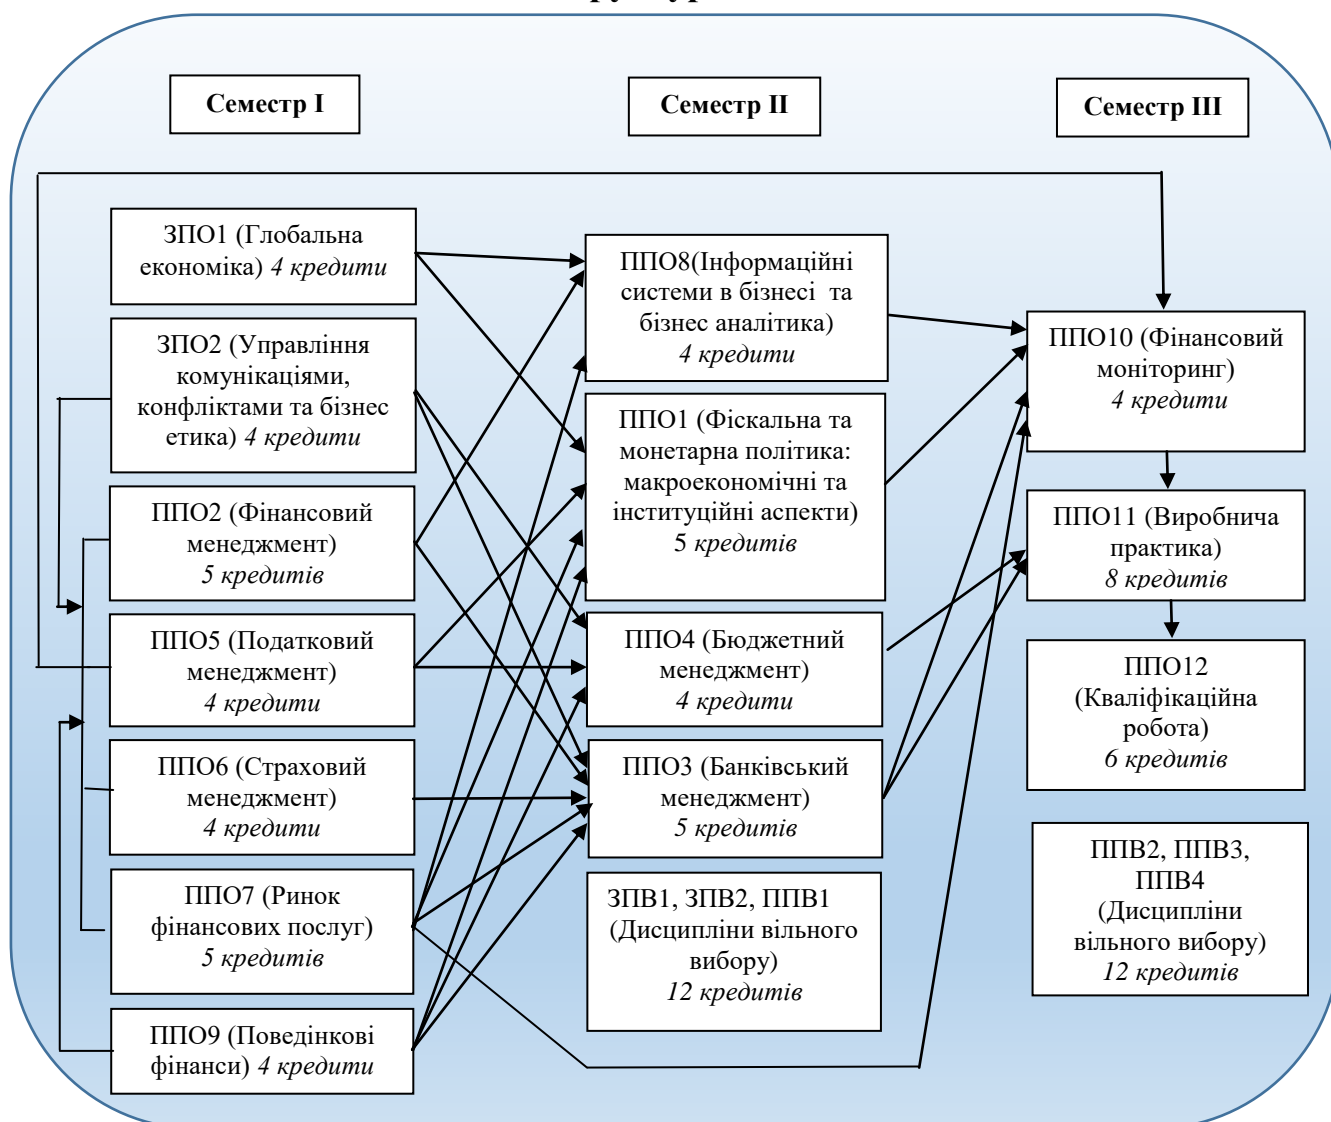 Семестр I
Семестр II
Семестр III
ЗПО1 (Глобальна
економіка) 4 кредити
ЗПО2 (Управління
комунікаціями,
конфліктами та бізнес
етика) 4 кредити
ППО2 (Фінансовий
менеджмент)
5 кредитів
ППО5 (Податковий
менеджмент)
4 кредити
ППО6 (Страховий
менеджмент)
4 кредити
ППО7 (Ринок
фінансових послуг)
5 кредитів
ППО9 (Поведінкові
фінанси) 4 кредити
ППО8(Інформаційні
системи в бізнесі та
бізнес аналітика)
4 кредити
ППО1 (Фіскальна та
монетарна політика:
макроекономічні та
інституційні аспекти)
5 кредитів
ППО4 (Бюджетний
менеджмент)
4 кредити
ППО3 (Банківський
менеджмент)
5 кредитів
ЗПВ1, ЗПВ2, ППВ1
(Дисципліни вільного
вибору)
12 кредитів
ППО10 (Фінансовий
моніторинг)
4 кредити
ППО11 (Виробнича
практика)
8 кредитів
ППО12
(Кваліфікаційна
робота)
6 кредитів
ППВ2, ППВ3,
ППВ4
(Дисципліни
вільного вибору)
12 кредитів